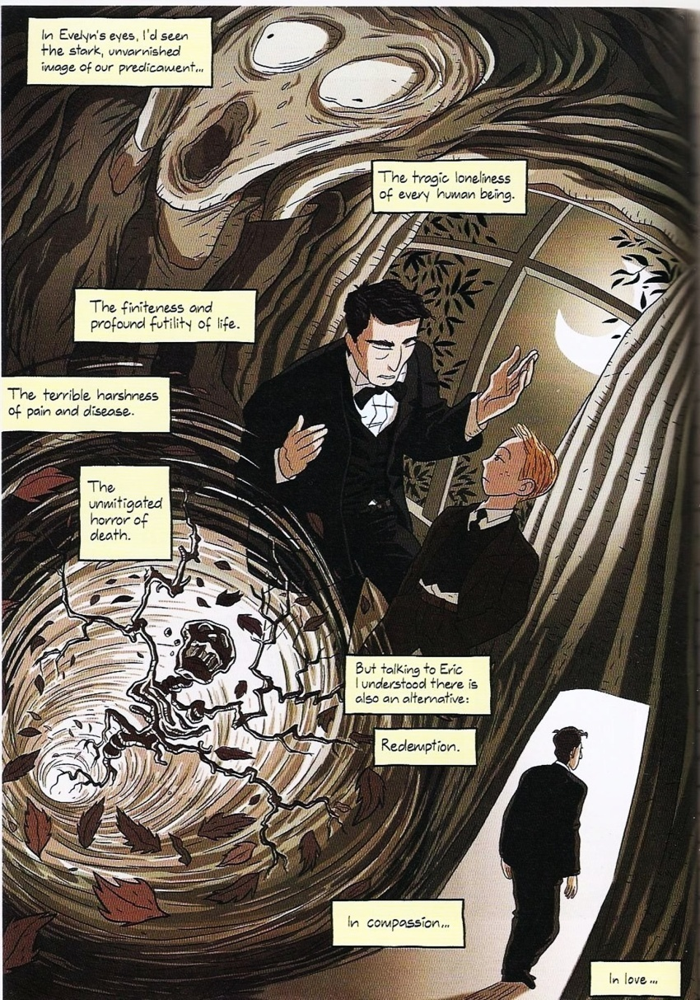 In Evelyn's eyes, I'd seen
the stark, unvarnished
image of our predicament...
The tragic loneliness
of every human being.
The finiteness and
profound futility of life.
The terrible harshness
of pain and disease.
The
unmitigated
horror of
death.
But talking to Eric
I understood there is
also an alternative:
Redemption.
In compassion...
In love...